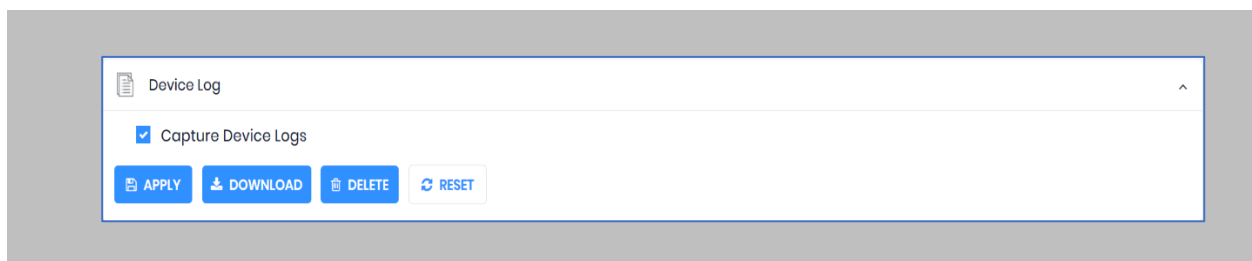 Device Log
Capture Device Logs
APPLY DOWNLOAD DELETE RESET